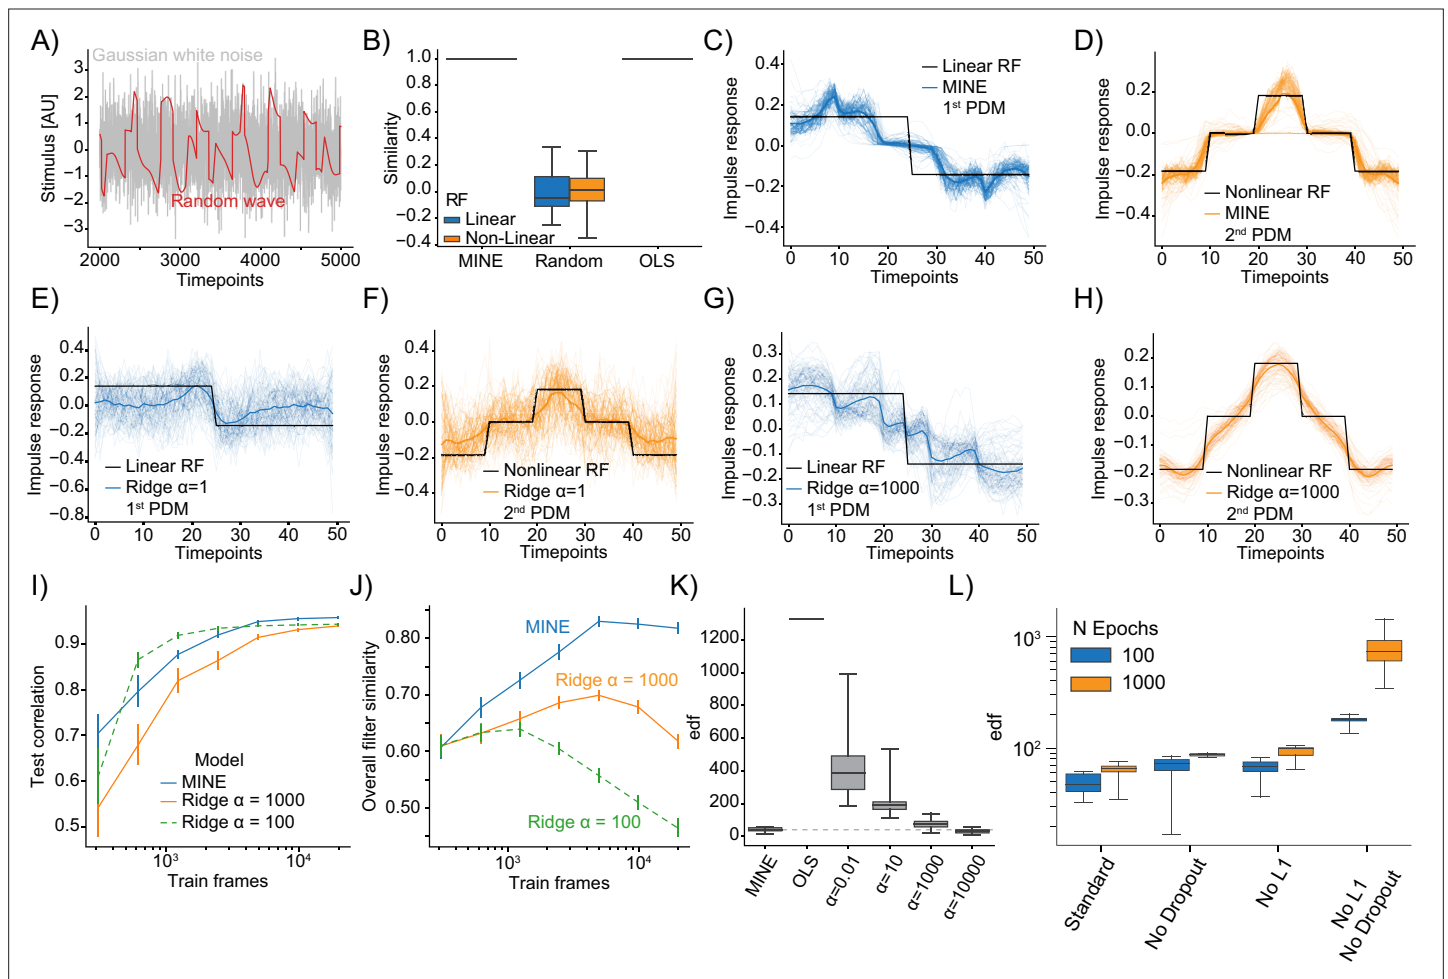 A)
Gaussian white noise
Stimulus [AU]
3
2
1
0
−1
−2
−3
Random wave
2000 3000 4000 5000
Timepoints
B)
Similarity
1.0
0.8
0.6
0.4
0.2
0.0
−0.2
−0.4
RF
Linear
Non-Linear
MINE Random OLS
C)
Impulse response
0.4
0.2
0.0
−0.2
−0.4
Linear RF
MINE
1st PDM
0 10 20 30 40 50
Timepoints
D)
Impulse response
0.2
0.0
−0.2
−0.4
Nonlinear RF
MINE
2nd PDM
0 10 20 30 40 50
Timepoints
E)
Impulse response
0.4
0.2
0.0
−0.2
−0.4
−0.6
−0.8
Linear RF
Ridge α=1
1st PDM
0 10 20 30 40 50
Timepoints
F)
Impulse response
0.4
0.2
0.0
−0.2
−0.4
Nonlinear RF
Ridge α=1
2nd PDM
0 10 20 30 40 50
Timepoints
G)
Impulse response
0.3
0.2
0.1
0.0
−0.1
−0.2
−0.3
Linear RF
Ridge α=1000
1st PDM
0 10 20 30 40 50
Timepoints
H)
Impulse response
0.2
0.1
0.0
−0.1
−0.2
−0.3
Nonlinear RF
Ridge α=1000
2nd PDM
0 10 20 30 40 50
Timepoints
I)
Test correlation
0.9
0.8
0.7
0.6
0.5
Model
MINE
Ridge α = 1000
Ridge α = 100
10³ 10⁴
Train frames
J)
Overall filter similarity
0.80
0.70
0.60
0.50
MINE
Ridge α = 1000
Ridge α = 100
10³ 10⁴
Train frames
K)
edf
1200
1000
800
600
400
200
0
MINE
OLS
α=0.01
α=10
α=1000
α=10000
L)
edf
10³
10²
N Epochs
100
1000
Standard
No Dropout
No L1
No L1
No Dropout